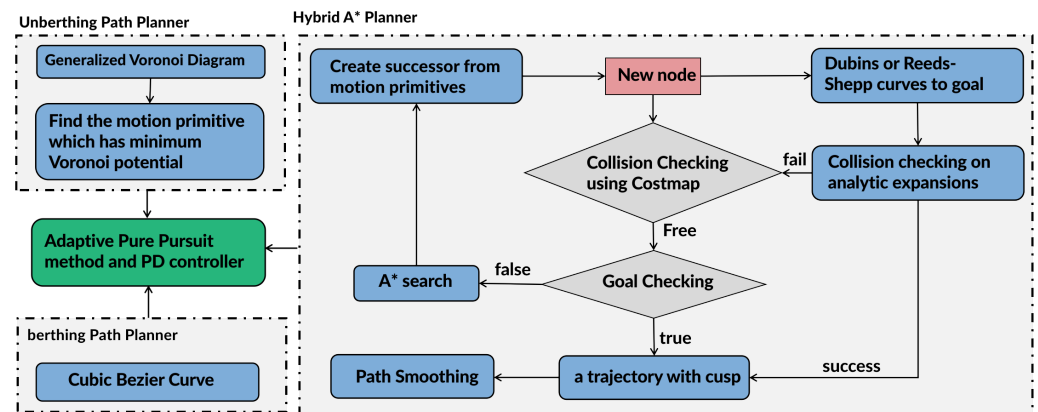 Unberthing Path Planner
Generalized Voronoi Diagram
Find the motion primitive
which has minimum
Voronoi potential
Adaptive Pure Pursuit
method and PD controller
berthing Path Planner
Cubic Bezier Curve
Hybrid A* Planner
Create successor from
motion primitives
New node
Dubins or Reeds-
Shepp curves to goal
Collision Checking
using Costmap
fail
Collision checking on
analytic expansions
Free
Goal Checking
false
A* search
true
a trajectory with cusp
success
Path Smoothing